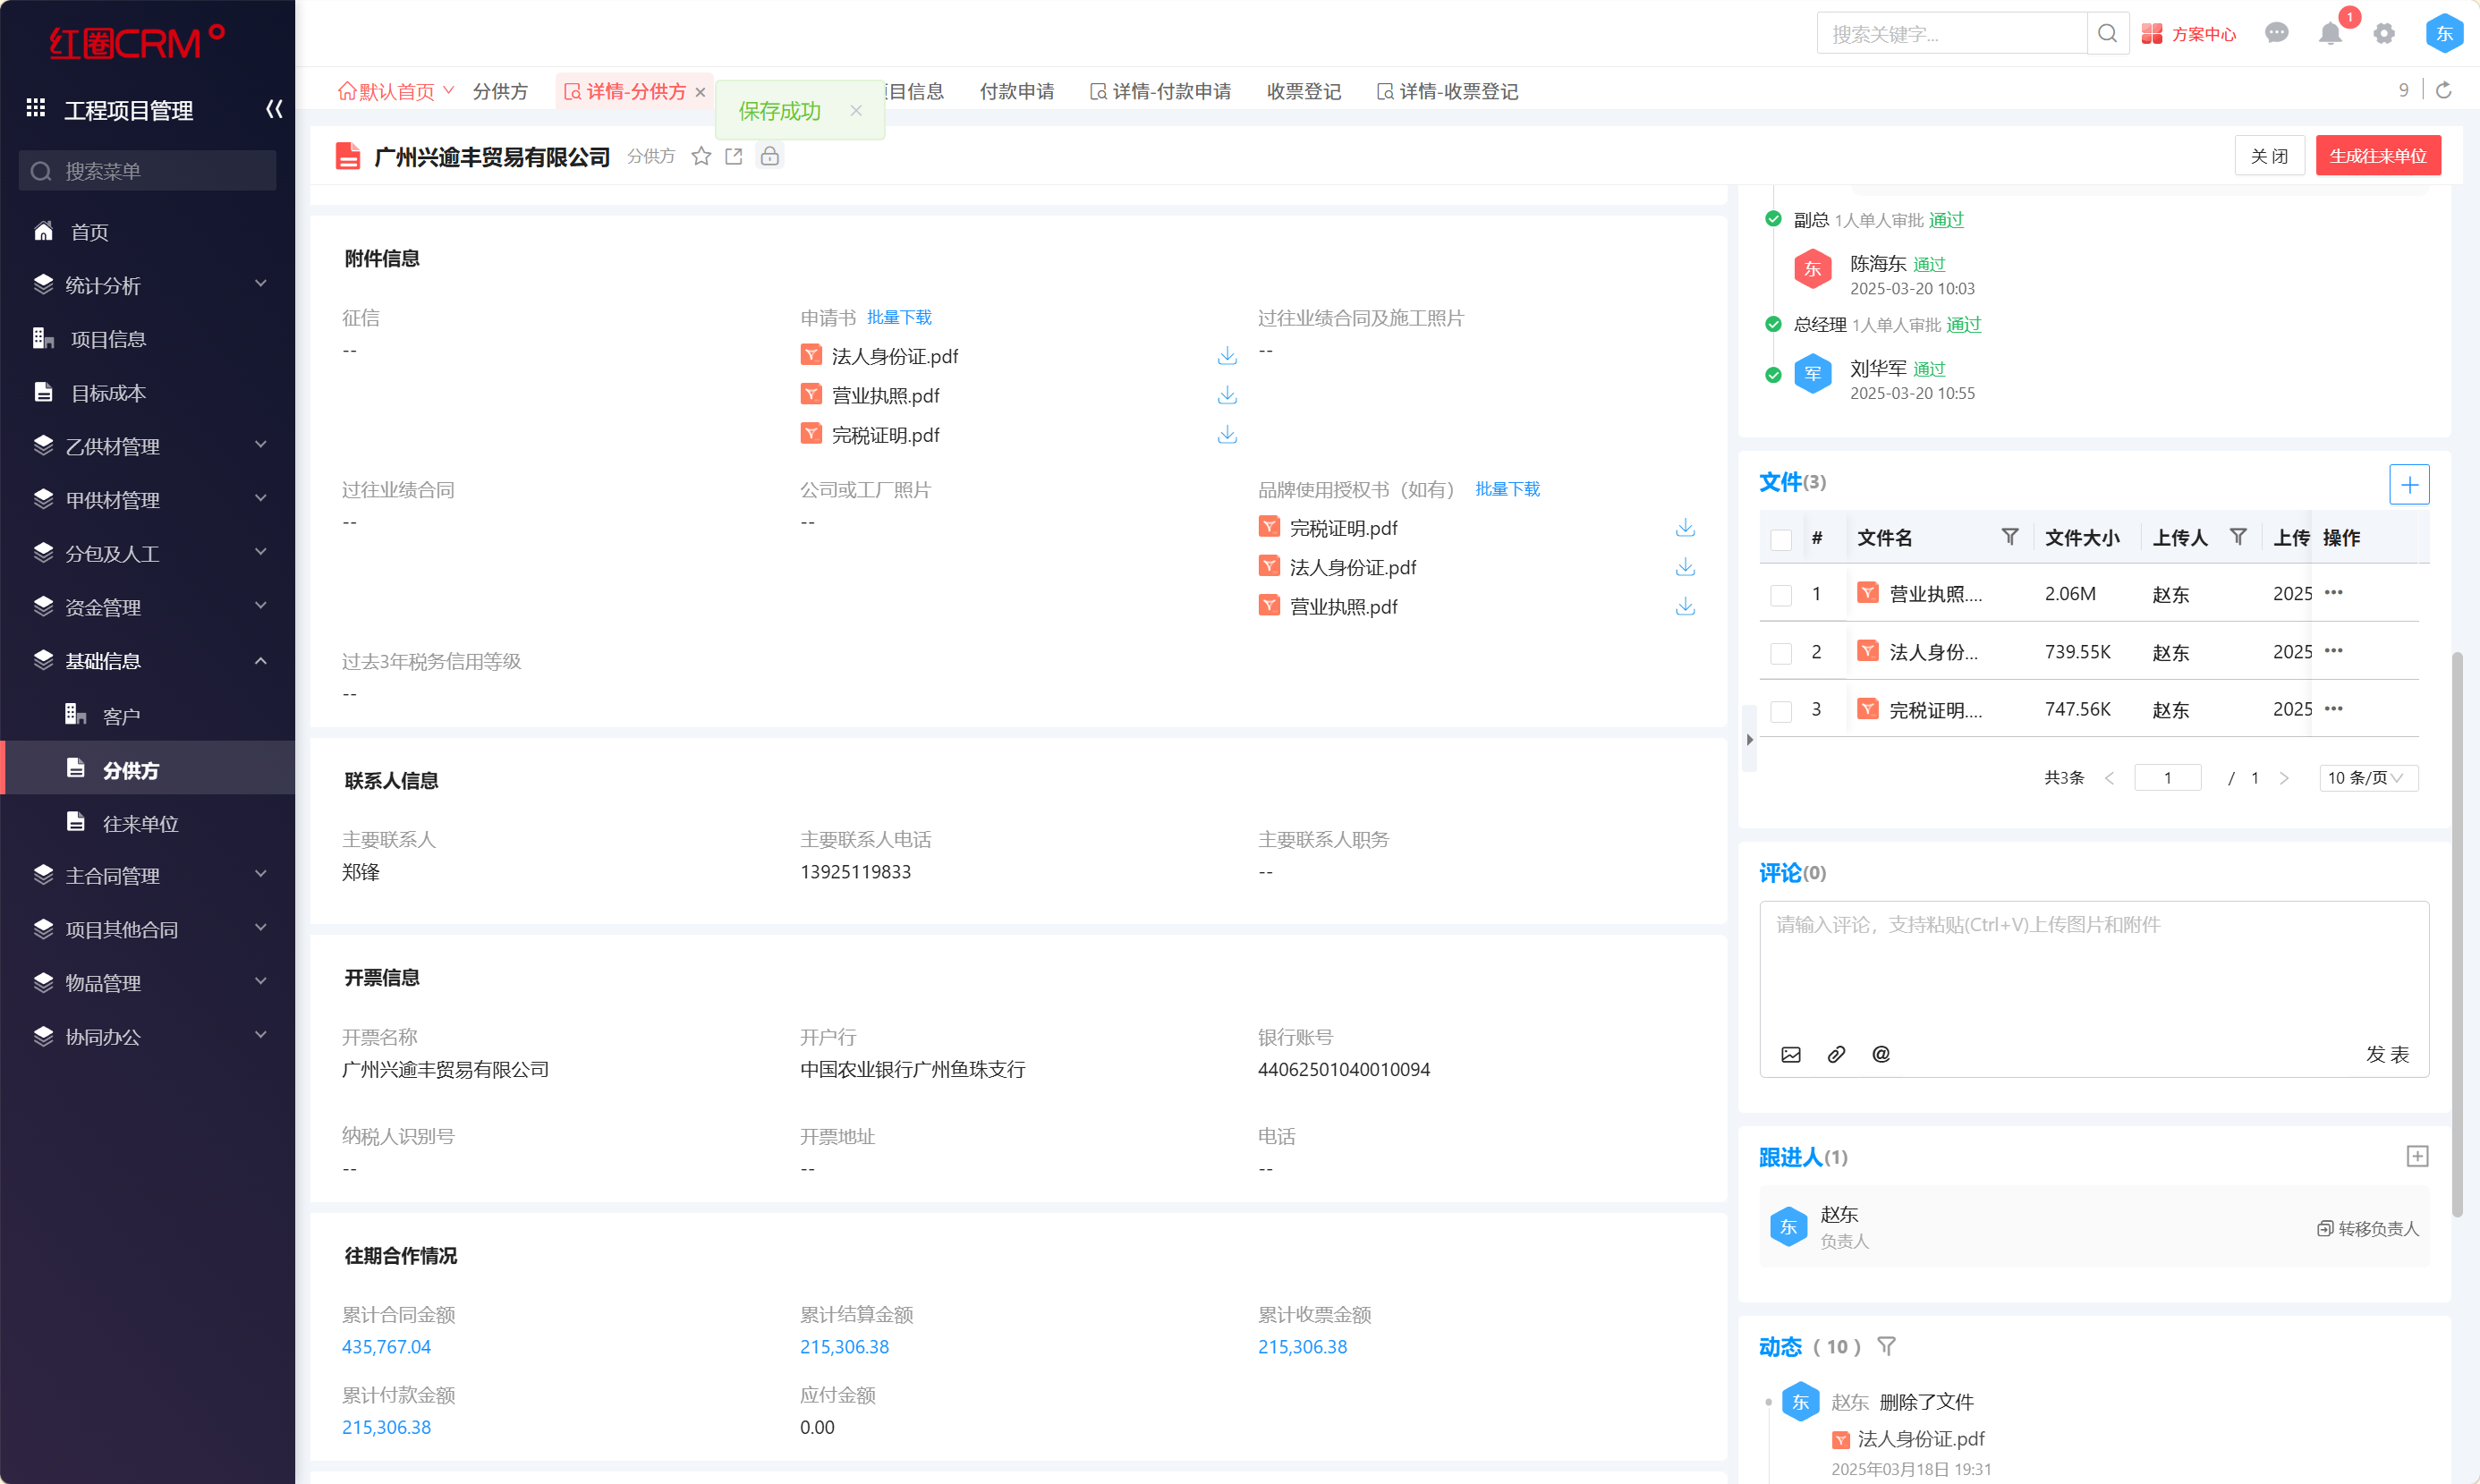 红圈CRM
搜索关键字...
方案中心
1
东
工程项目管理
搜索菜单
首页
统计分析
项目信息
目标成本
乙供材管理
甲供材管理
分包及人工
资金管理
基础信息
客户
分供方
往来单位
主合同管理
项目其他合同
物品管理
协同办公
默认首页
分供方
详情-分供方
目信息
付款申请
详情-付款申请
收票登记
详情-收票登记
9
保存成功
广州兴逾丰贸易有限公司
分供方
关 闭
生成往来单位
附件信息
征信
--
申请书 批量下载
法人身份证.pdf
营业执照.pdf
完税证明.pdf
过往业绩合同及施工照片
--
过往业绩合同
--
公司或工厂照片
--
品牌使用授权书（如有） 批量下载
完税证明.pdf
法人身份证.pdf
营业执照.pdf
过去3年税务信用等级
--
联系人信息
主要联系人
郑锋
主要联系人电话
13925119833
主要联系人职务
--
开票信息
开票名称
广州兴逾丰贸易有限公司
开户行
中国农业银行广州鱼珠支行
银行账号
44062501040010094
纳税人识别号
--
开票地址
--
电话
--
往期合作情况
累计合同金额
435,767.04
累计结算金额
215,306.38
累计收票金额
215,306.38
累计付款金额
215,306.38
应付金额
0.00
副总 1人单人审批 通过
东
陈海东 通过
2025-03-20 10:03
总经理 1人单人审批 通过
军
刘华军 通过
2025-03-20 10:55
文件(3)
# 文件名 文件大小 上传人 上传 操作
1 营业执照.... 2.06M 赵东 2025 •••
2 法人身份... 739.55K 赵东 2025 •••
3 完税证明.... 747.56K 赵东 2025 •••
共3条 1 / 1 10 条/页
评论(0)
请输入评论，支持粘贴(Ctrl+V)上传图片和附件
发 表
跟进人(1)
东
赵东
负责人
转移负责人
动态（10）
东
赵东 删除了文件
法人身份证.pdf
2025年03月18日 19:31